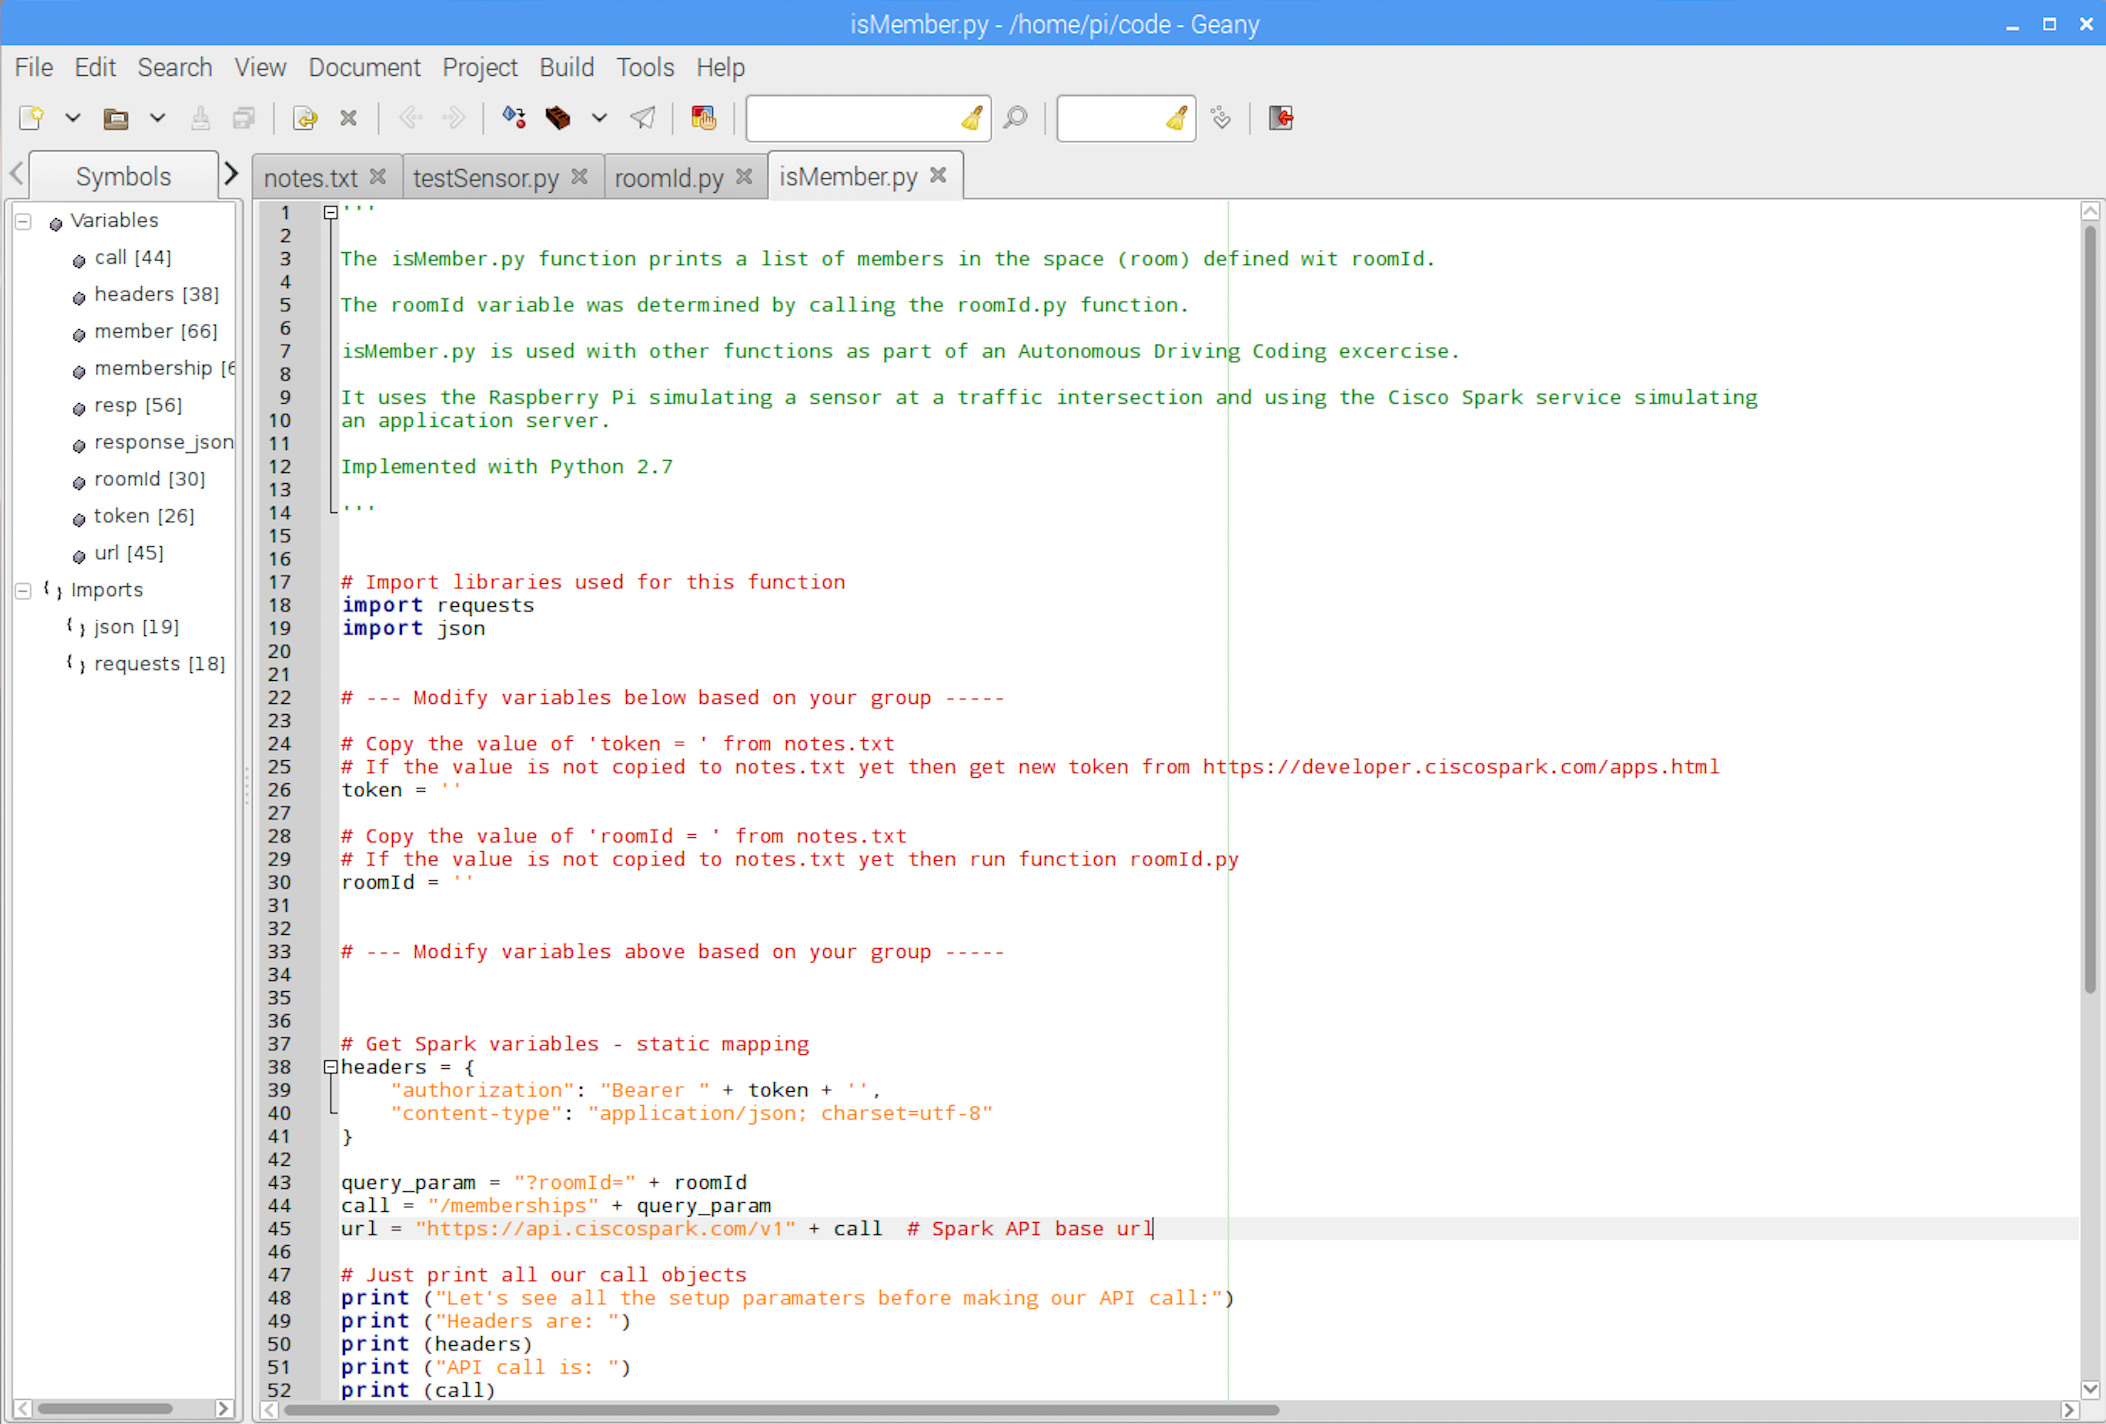 isMember.py - /home/pi/code - Geany
File Edit Search View Document Project Build Tools Help
Symbols notes.txt testSensor.py roomId.py isMember.py
Variables
call [44]
headers [38]
member [66]
membership [6
resp [56]
response_json
roomId [30]
token [26]
url [45]
Imports
json [19]
requests [18]
1 '''
2
3 The isMember.py function prints a list of members in the space (room) defined wit roomId.
4
5 The roomId variable was determined by calling the roomId.py function.
6
7 isMember.py is used with other functions as part of an Autonomous Driving Coding excercise.
8
9 It uses the Raspberry Pi simulating a sensor at a traffic intersection and using the Cisco Spark service simulating
10 an application server.
11
12 Implemented with Python 2.7
13
14 '''
15
16
17 # Import libraries used for this function
18 import requests
19 import json
20
21
22 # --- Modify variables below based on your group -----
23
24 # Copy the value of 'token = ' from notes.txt
25 # If the value is not copied to notes.txt yet then get new token from https://developer.ciscospark.com/apps.html
26 token = ''
27
28 # Copy the value of 'roomId = ' from notes.txt
29 # If the value is not copied to notes.txt yet then run function roomId.py
30 roomId = ''
31
32
33 # --- Modify variables above based on your group -----
34
35
36
37 # Get Spark variables - static mapping
38 headers = {
39     "authorization": "Bearer " + token + '',
40     "content-type": "application/json; charset=utf-8"
41 }
42
43 query_param = "?roomId=" + roomId
44 call = "/memberships" + query_param
45 url = "https://api.ciscospark.com/v1" + call  # Spark API base url
46
47 # Just print all our call objects
48 print ("Let's see all the setup paramaters before making our API call:")
49 print ("Headers are: ")
50 print (headers)
51 print ("API call is: ")
52 print (call)